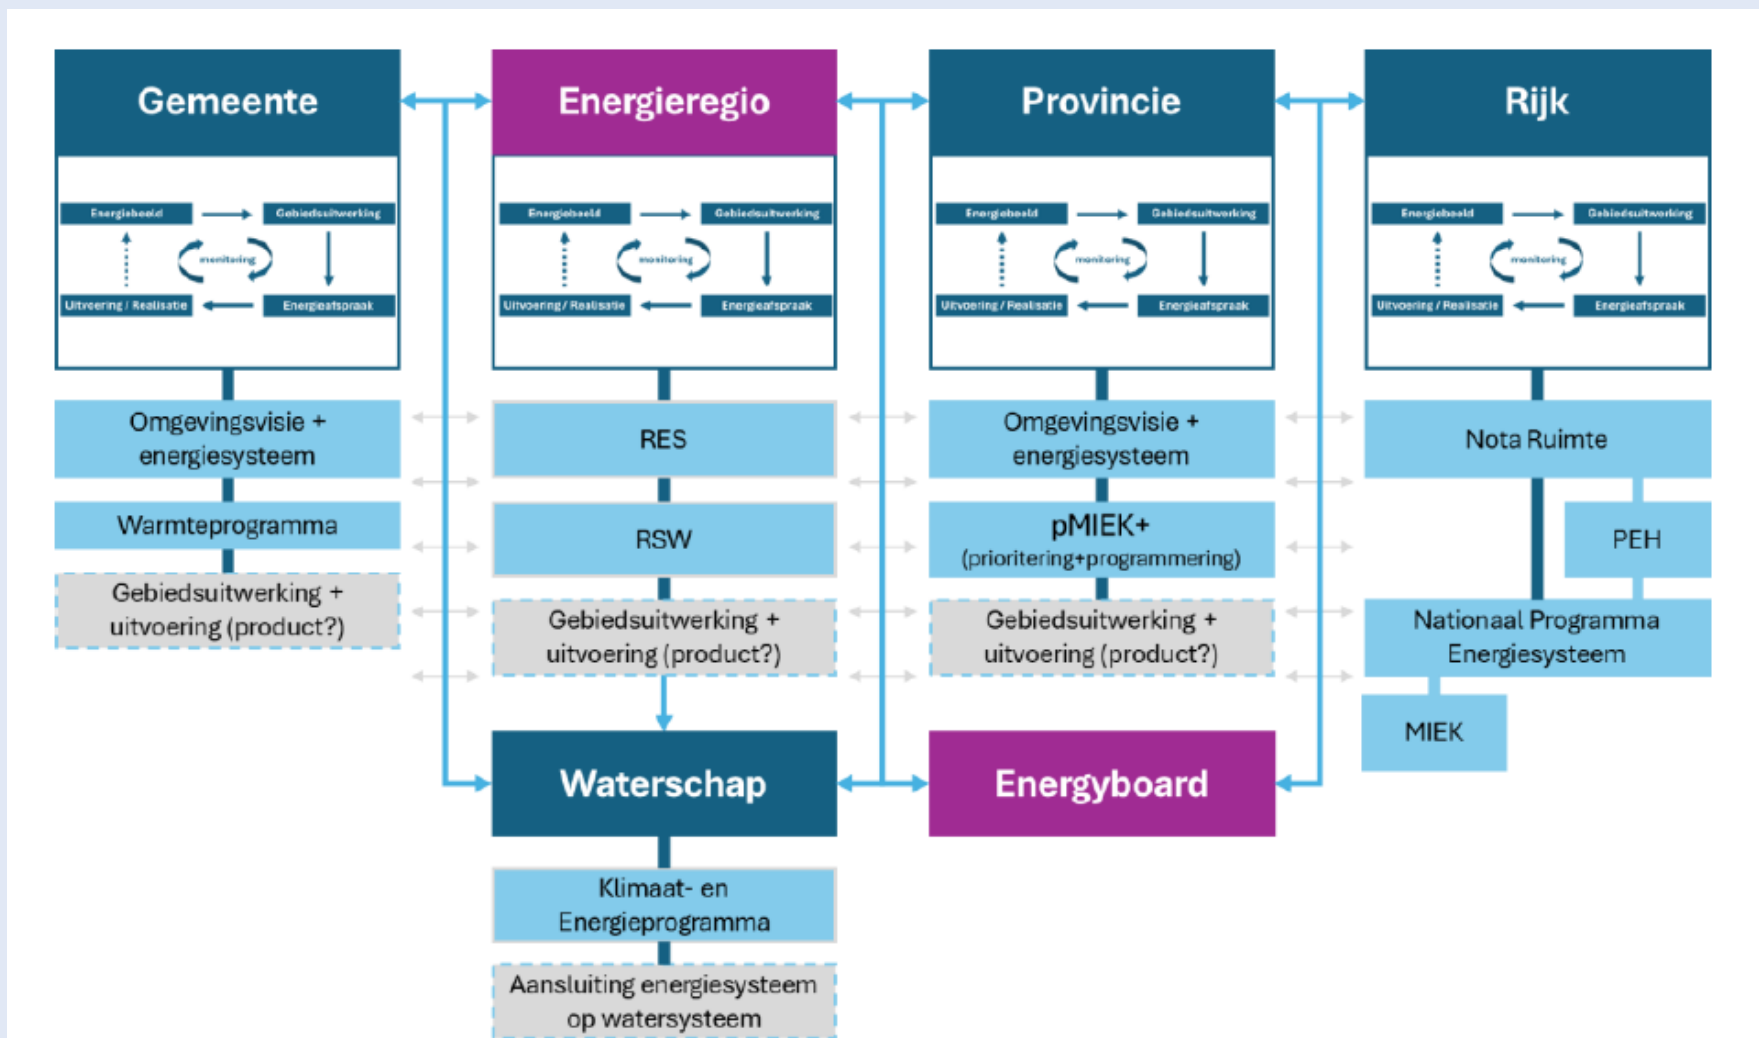 Gemeente
Energiebeeld
Gebiedsuitwerking
monitoring
Uitvoering / Realisatie
Energieafspraak
Omgevingsvisie +
energiesysteem
Warmteprogramma
Gebiedsuitwerking +
uitvoering (product?)
Energieregio
Energiebeeld
Gebiedsuitwerking
monitoring
Uitvoering / Realisatie
Energieafspraak
RES
RSW
Gebiedsuitwerking +
uitvoering (product?)
Provincie
Energiebeeld
Gebiedsuitwerking
monitoring
Uitvoering / Realisatie
Energieafspraak
Omgevingsvisie +
energiesysteem
pMIEK+
(prioritering+programmering)
Gebiedsuitwerking +
uitvoering (product?)
Rijk
Energiebeeld
Gebiedsuitwerking
monitoring
Uitvoering / Realisatie
Energieafspraak
Nota Ruimte
PEH
Nationaal Programma
Energiesysteem
MIEK
Waterschap
Klimaat- en
Energieprogramma
Aansluiting energiesysteem
op watersysteem
Energyboard